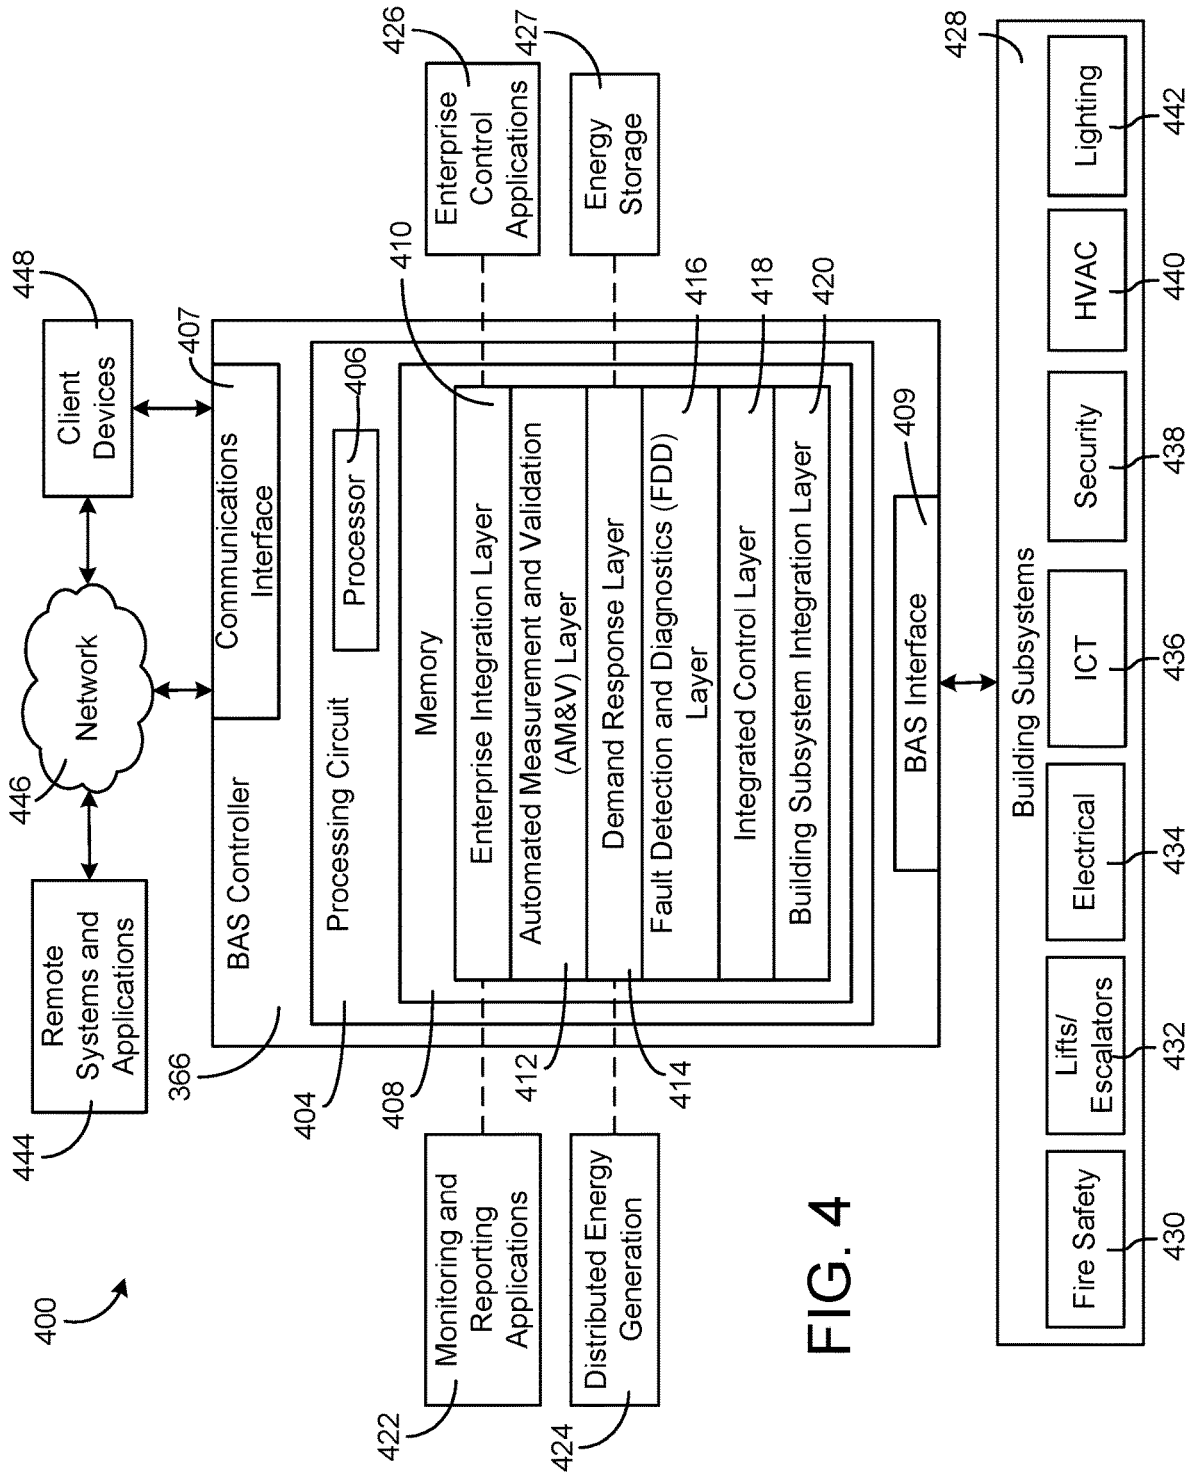 400
444
Remote
Systems and
Applications
446
Network
448
Client
Devices
366
BAS Controller
407
Communications
Interface
404
Processing Circuit
Processor
406
408
Memory
410
Enterprise Integration Layer
412
Automated Measurement and Validation
(AM&V) Layer
414
Demand Response Layer
416
Fault Detection and Diagnostics (FDD)
Layer
418
Integrated Control Layer
420
Building Subsystem Integration Layer
422
Monitoring and
Reporting
Applications
424
Distributed Energy
Generation
426
Enterprise
Control
Applications
427
Energy
Storage
BAS Interface
409
428
Building Subsystems
Fire Safety
Lifts/
Escalators
Electrical
ICT
Security
HVAC
Lighting
430
432
434
436
438
440
442
FIG. 4